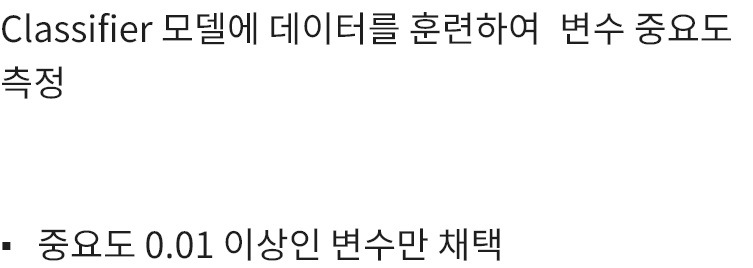 Classifier 모델에 데이터를 훈련하여 변수 중요도
측정
▪ 중요도 0.01 이상인 변수만 채택